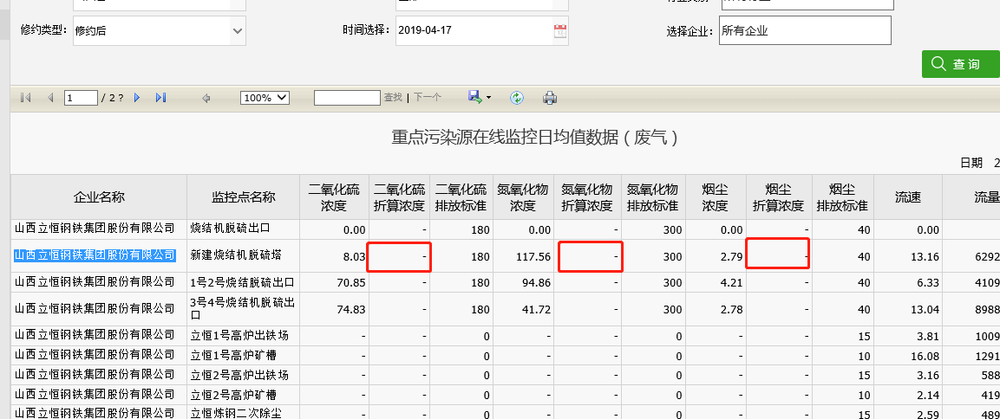 修约类型： 修约后 时间选择： 2019-04-17 选择企业： 所有企业
查 询
1 / 2 ? 100% 查找 | 下一个
重点污染源在线监控日均值数据（废气）
日期 2
企业名称 监控点名称 二氧化硫浓度 二氧化硫折算浓度 二氧化硫排放标准 氮氧化物浓度 氮氧化物折算浓度 氮氧化物排放标准 烟尘浓度 烟尘折算浓度 烟尘排放标准 流速 流量
山西立恒钢铁集团股份有限公司 烧结机脱硫出口 0.00 - 180 0.00 - 300 0.00 - 40 0.00
山西立恒钢铁集团股份有限公司 新建烧结机脱硫塔 8.03 - 180 117.56 - 300 2.79 - 40 13.16 6292
山西立恒钢铁集团股份有限公司 1号2号烧结脱硫出口 70.85 - 180 94.86 - 300 4.21 - 40 6.33 4109
山西立恒钢铁集团股份有限公司 3号4号烧结机脱硫出口 74.83 - 180 41.72 - 300 2.78 - 40 13.04 8988
山西立恒钢铁集团股份有限公司 立恒1号高炉出铁场 - - 0 - - 0 - - 15 3.81 1009
山西立恒钢铁集团股份有限公司 立恒1号高炉矿槽 - - 0 - - 0 - - 10 16.08 1291
山西立恒钢铁集团股份有限公司 立恒2号高炉出铁场 - - 0 - - 0 - - 15 3.16 588
山西立恒钢铁集团股份有限公司 立恒2号高炉矿槽 - - 0 - - 0 - - 10 2.14 419
山西立恒钢铁集团股份有限公司 立恒炼钢二次除尘 - - 0 - - 0 - - 15 2.59 489